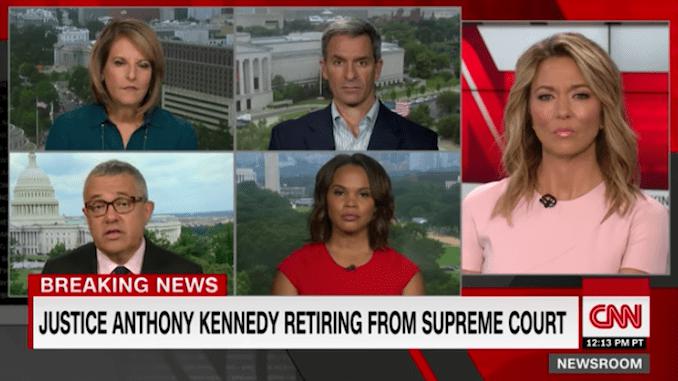 BREAKING NEWS
JUSTICE ANTHONY KENNEDY RETIRING FROM SUPREME COURT
CNN
12:13 PM PT
NEWSROOM